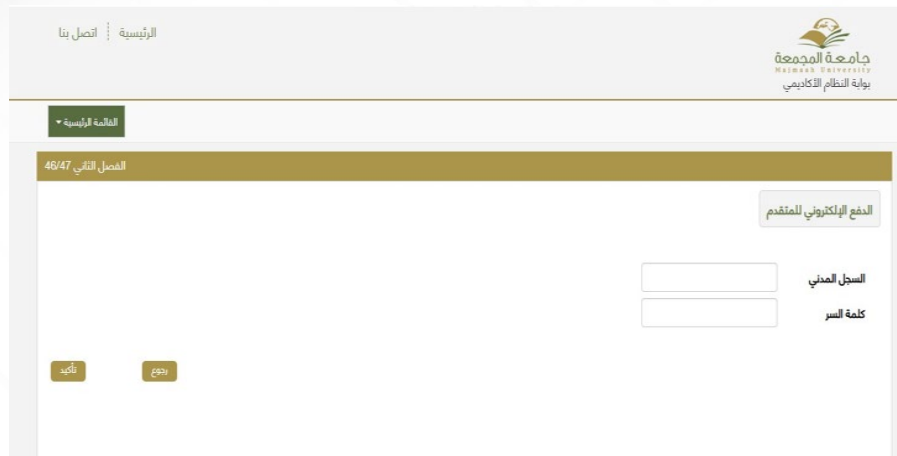 الرئيسية اتصل بنا
جامعة المجمعة
Majmaah University
بوابة النظام الأكاديمي
القائمة الرئيسية
الفصل الثاني 46/47
الدفع الإلكتروني للمتقدم
السجل المدني
كلمة السر
رجوع تأكيد